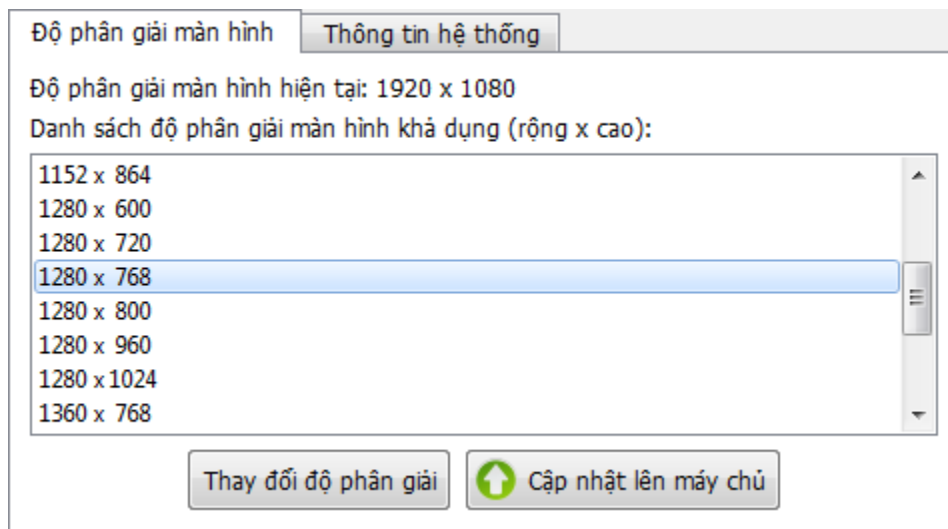 Độ phân giải màn hình
Thông tin hệ thống
Độ phân giải màn hình hiện tại: 1920 x 1080
Danh sách độ phân giải màn hình khả dụng (rộng x cao):
1152 x 864
1280 x 600
1280 x 720
1280 x 768
1280 x 800
1280 x 960
1280 x 1024
1360 x 768
Thay đổi độ phân giải
Cập nhật lên máy chủ